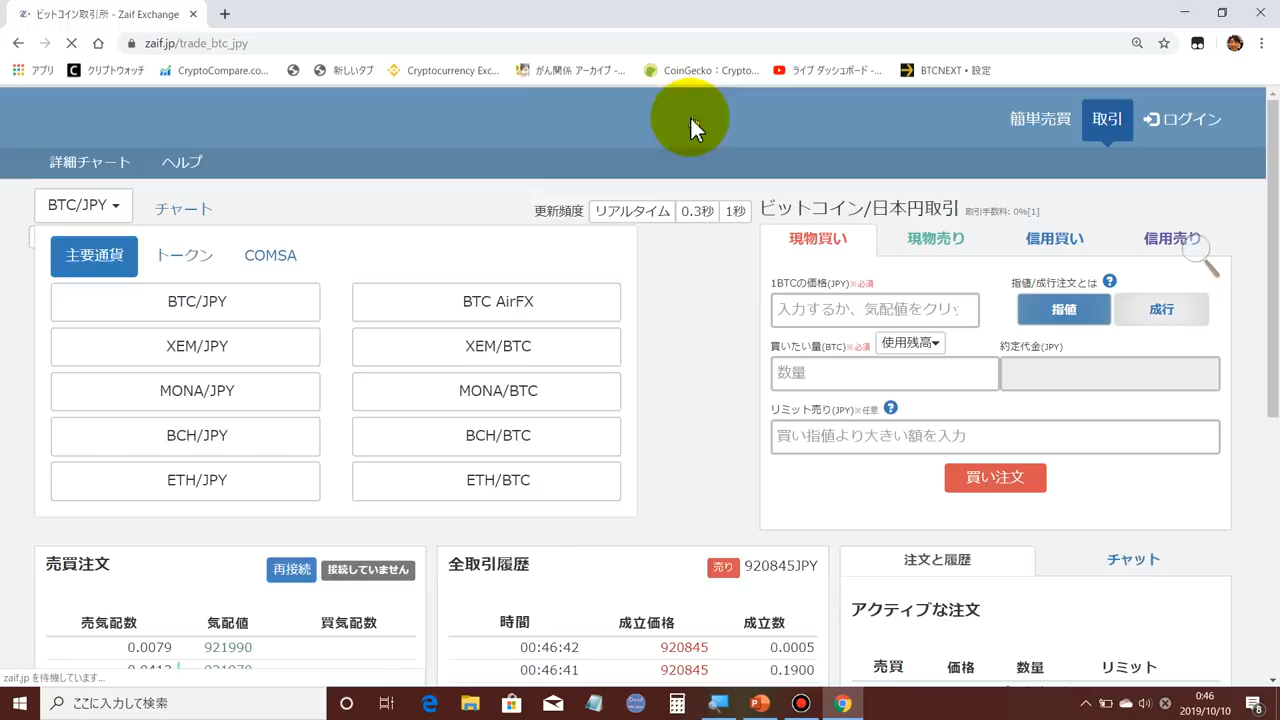 ビットコイン取引所 - Zaif Exchange
zaif.jp/trade_btc_jpy
アプリ クリプトウォッチ CryptoCompare.co... 新しいタブ Cryptocurrency Exc... がん関係 アーカイブ -... CoinGecko：Crypto... ライブ ダッシュボード -... BTCNEXT・設定
簡単売買 取引 ログイン
詳細チャート ヘルプ
BTC/JPY チャート 更新頻度 リアルタイム 0.3秒 1秒
主要通貨 トークン COMSA
BTC/JPY BTC AirFX
XEM/JPY XEM/BTC
MONA/JPY MONA/BTC
BCH/JPY BCH/BTC
ETH/JPY ETH/BTC
ビットコイン/日本円取引 取引手数料: 0%[1]
現物買い 現物売り 信用買い 信用売り
1BTCの価格(JPY)※必須 指値/成行注文とは ?
入力するか、気配値をクリッ 指値 成行
買いたい量(BTC)※必須 使用残高 約定代金(JPY)
数量
リミット売り(JPY)※任意 ?
買い指値より大きい額を入力
買い注文
売買注文 再接続 接続していません
売気配数 気配値 買気配数
0.0079 921990
全取引履歴 売り 920845JPY
時間 成立価格 成立数
00:46:42 920845 0.0005
00:46:41 920845 0.1900
注文と履歴 チャット
アクティブな注文
売買 価格 数量 リミット
zaif.jp を待機しています...
ここに入力して検索
0:46
2019/10/10
8